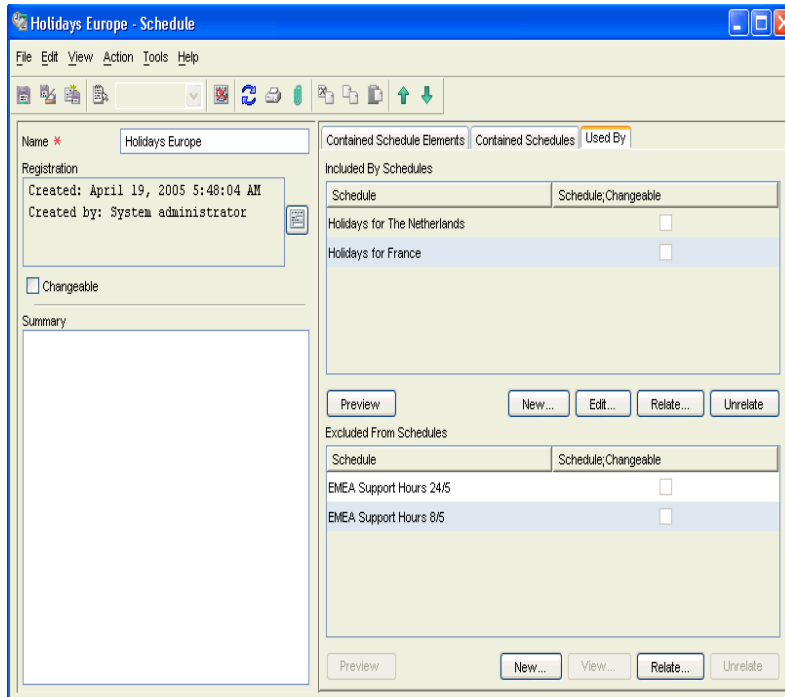 Holidays Europe - Schedule
File Edit View Action Tools Help
Name *
Holidays Europe
Registration
Created: April 19, 2005 5:48:04 AM
Created by: System administrator
Changeable
Summary
Contained Schedule Elements
Contained Schedules
Used By
Included By Schedules
Schedule
Schedule;Changeable
Holidays for The Netherlands
Holidays for France
Preview
New...
Edit...
Relate...
Unrelate
Excluded From Schedules
Schedule
Schedule;Changeable
EMEA Support Hours 24/5
EMEA Support Hours 8/5
Preview
New...
View...
Relate...
Unrelate